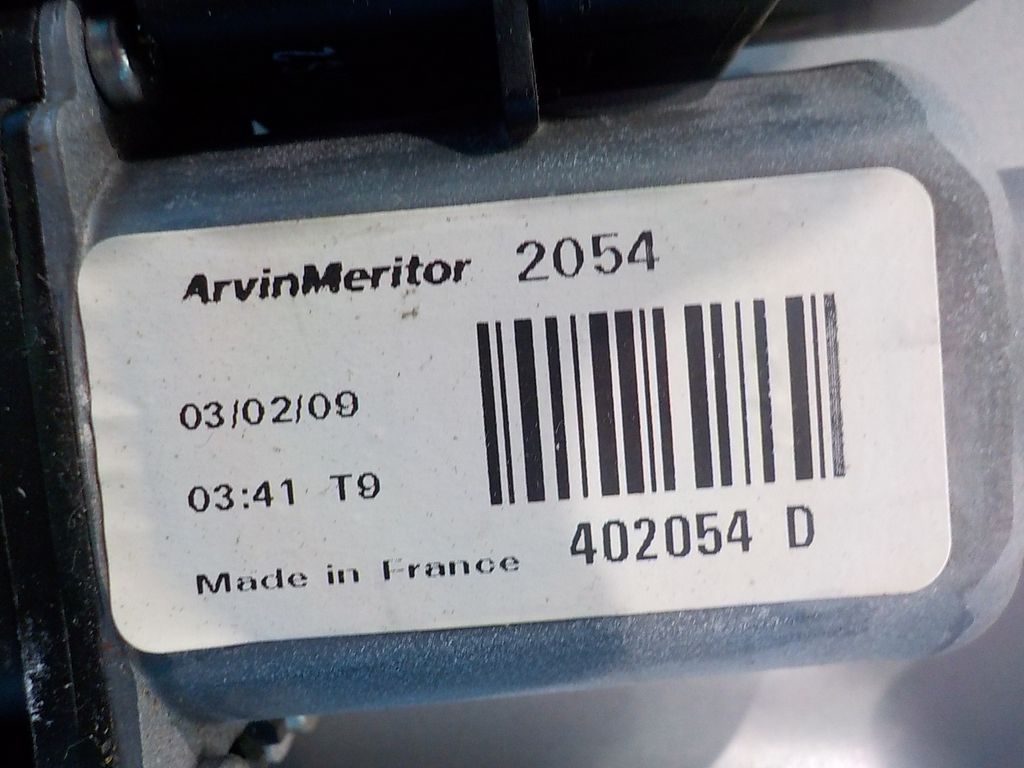 ArvinMeritor 2054
03/02/09
03:41 T9
402054 D
Made in France